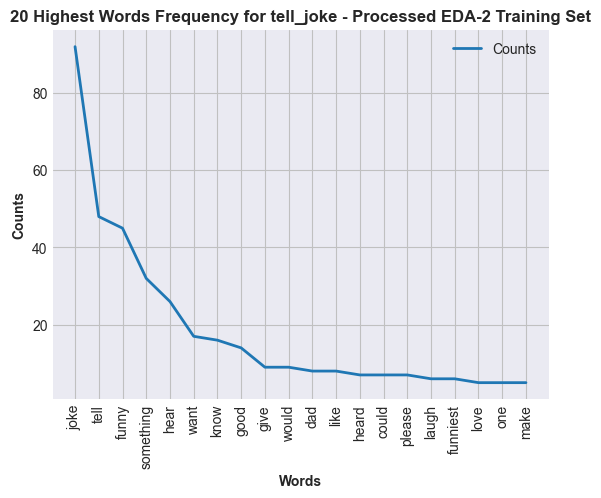 20 Highest Words Frequency for tell_joke - Processed EDA-2 Training Set
Counts
80
60
40
20
Counts
joke
tell
funny
something
hear
want
know
good
give
would
dad
like
heard
could
please
laugh
funniest
love
one
make
Words